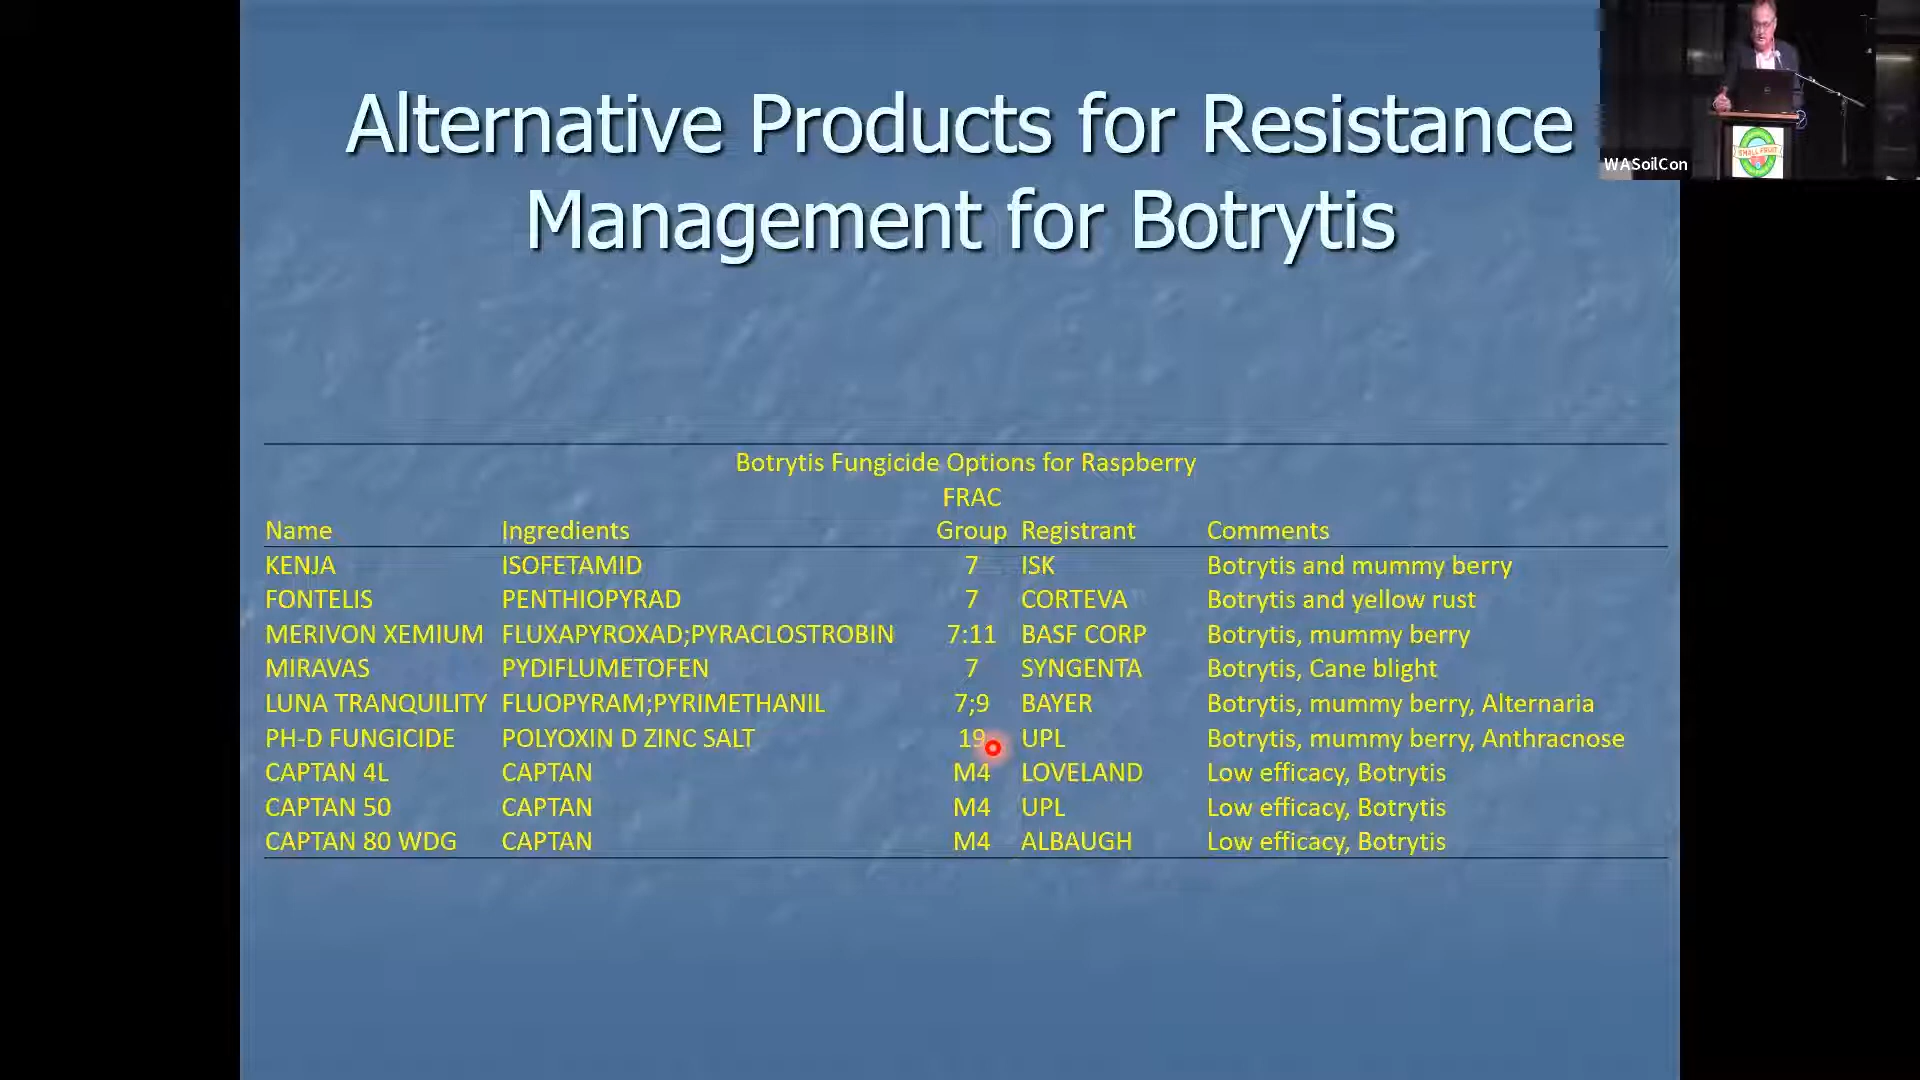 Alternative Products for Resistance
Management for Botrytis
WASoilCon
SMALL FRUIT
Botrytis Fungicide Options for Raspberry
FRAC
Name Ingredients Group Registrant Comments
KENJA ISOFETAMID 7 ISK Botrytis and mummy berry
FONTELIS PENTHIOPYRAD 7 CORTEVA Botrytis and yellow rust
MERIVON XEMIUM FLUXAPYROXAD;PYRACLOSTROBIN 7:11 BASF CORP Botrytis, mummy berry
MIRAVAS PYDIFLUMETOFEN 7 SYNGENTA Botrytis, Cane blight
LUNA TRANQUILITY FLUOPYRAM;PYRIMETHANIL 7;9 BAYER Botrytis, mummy berry, Alternaria
PH-D FUNGICIDE POLYOXIN D ZINC SALT 19 UPL Botrytis, mummy berry, Anthracnose
CAPTAN 4L CAPTAN M4 LOVELAND Low efficacy, Botrytis
CAPTAN 50 CAPTAN M4 UPL Low efficacy, Botrytis
CAPTAN 80 WDG CAPTAN M4 ALBAUGH Low efficacy, Botrytis